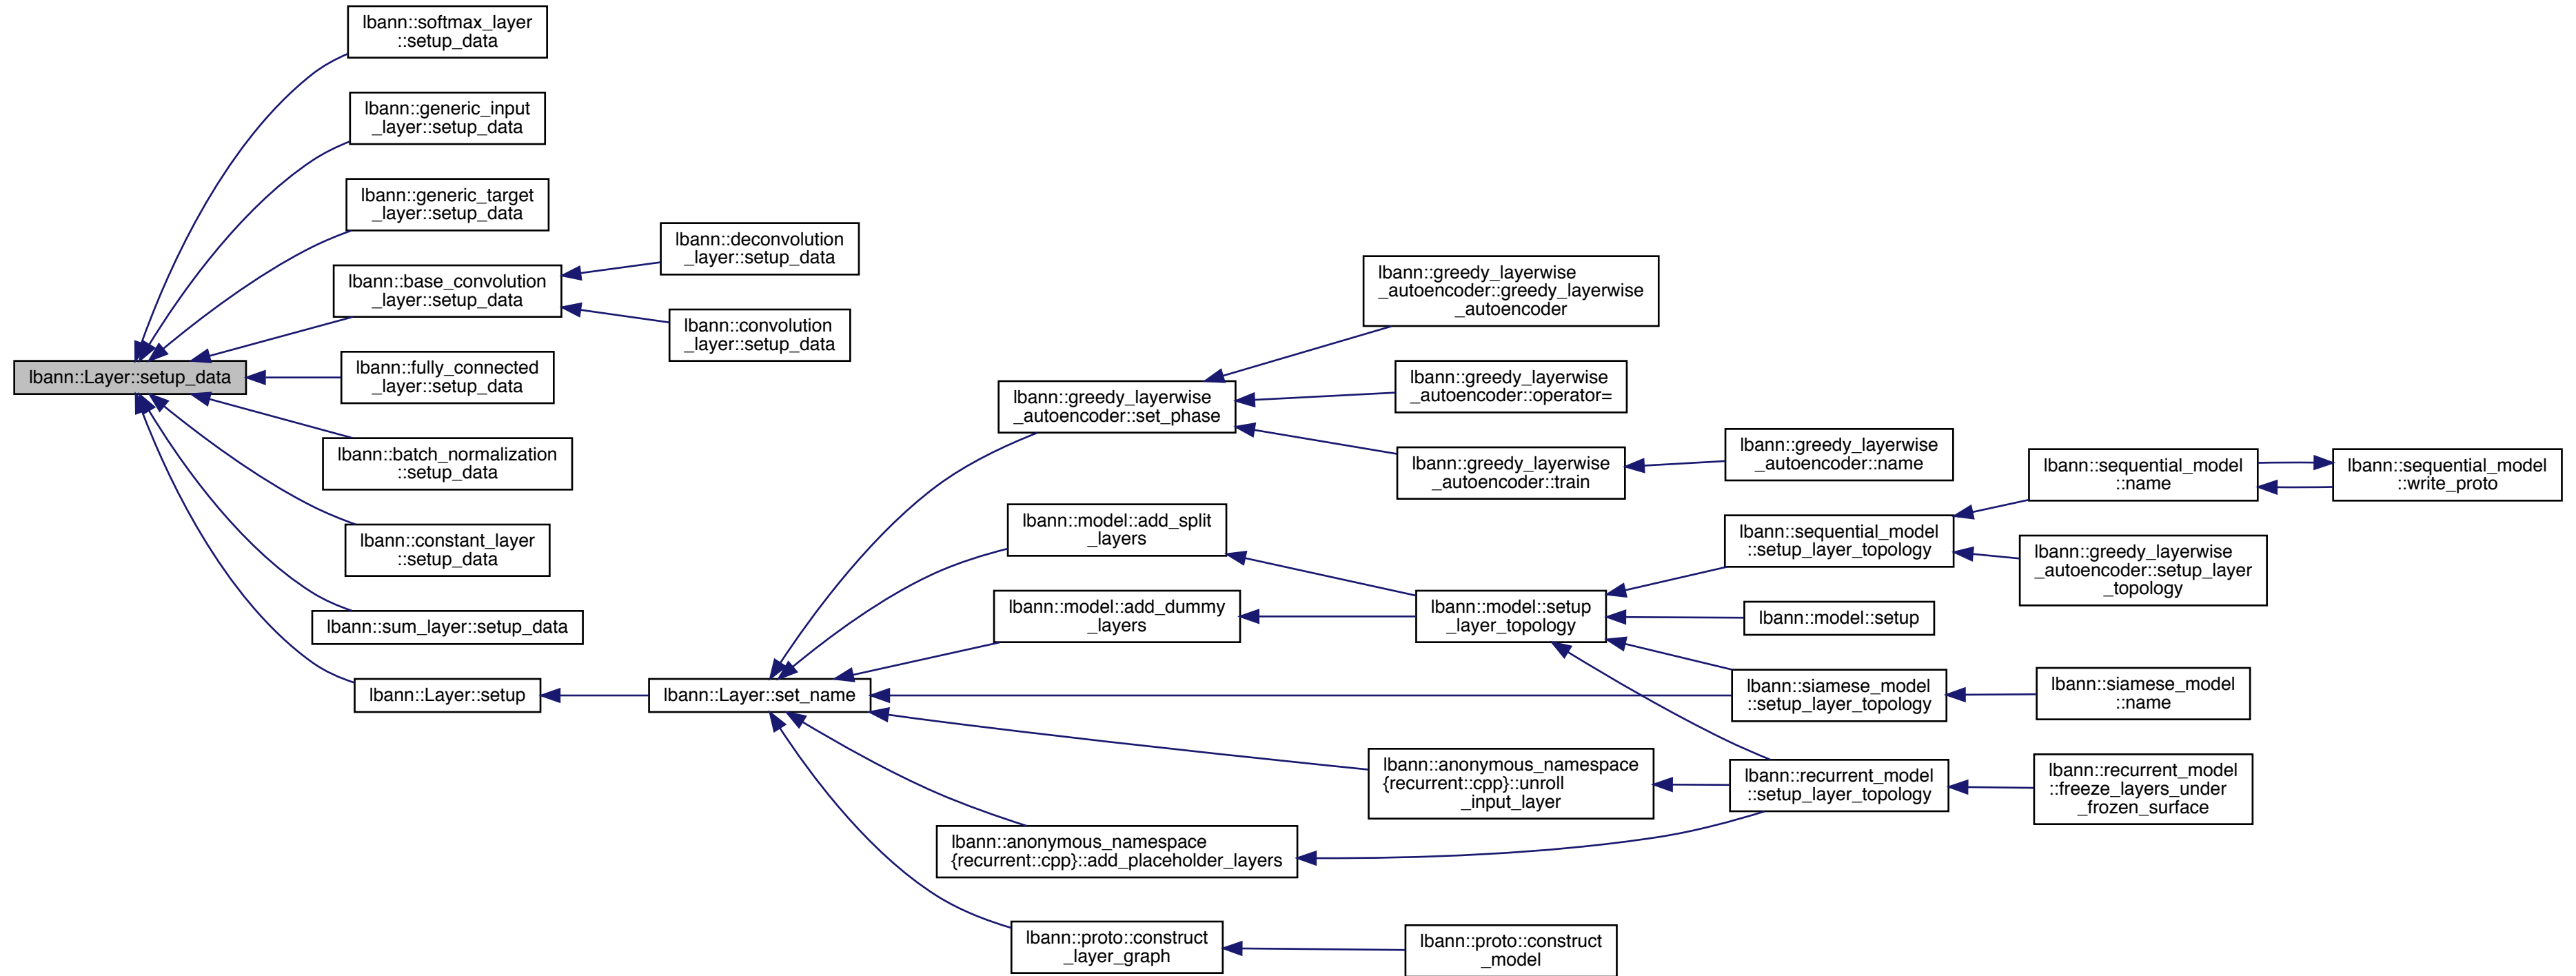 lbann::softmax_layer
::setup_data
lbann::generic_input
_layer::setup_data
lbann::generic_target
_layer::setup_data
lbann::base_convolution
_layer::setup_data
lbann::deconvolution
_layer::setup_data
lbann::convolution
_layer::setup_data
lbann::Layer::setup_data
lbann::fully_connected
_layer::setup_data
lbann::batch_normalization
::setup_data
lbann::constant_layer
::setup_data
lbann::sum_layer::setup_data
lbann::Layer::setup
lbann::Layer::set_name
lbann::greedy_layerwise
_autoencoder::set_phase
lbann::greedy_layerwise
_autoencoder::greedy_layerwise
_autoencoder
lbann::greedy_layerwise
_autoencoder::operator=
lbann::greedy_layerwise
_autoencoder::train
lbann::greedy_layerwise
_autoencoder::name
lbann::model::add_split
_layers
lbann::model::add_dummy
_layers
lbann::model::setup
_layer_topology
lbann::sequential_model
::setup_layer_topology
lbann::sequential_model
::name
lbann::sequential_model
::write_proto
lbann::greedy_layerwise
_autoencoder::setup_layer
_topology
lbann::model::setup
lbann::siamese_model
::setup_layer_topology
lbann::siamese_model
::name
lbann::anonymous_namespace
{recurrent::cpp}::unroll
_input_layer
lbann::recurrent_model
::setup_layer_topology
lbann::recurrent_model
::freeze_layers_under
_frozen_surface
lbann::anonymous_namespace
{recurrent::cpp}::add_placeholder_layers
lbann::proto::construct
_layer_graph
lbann::proto::construct
_model